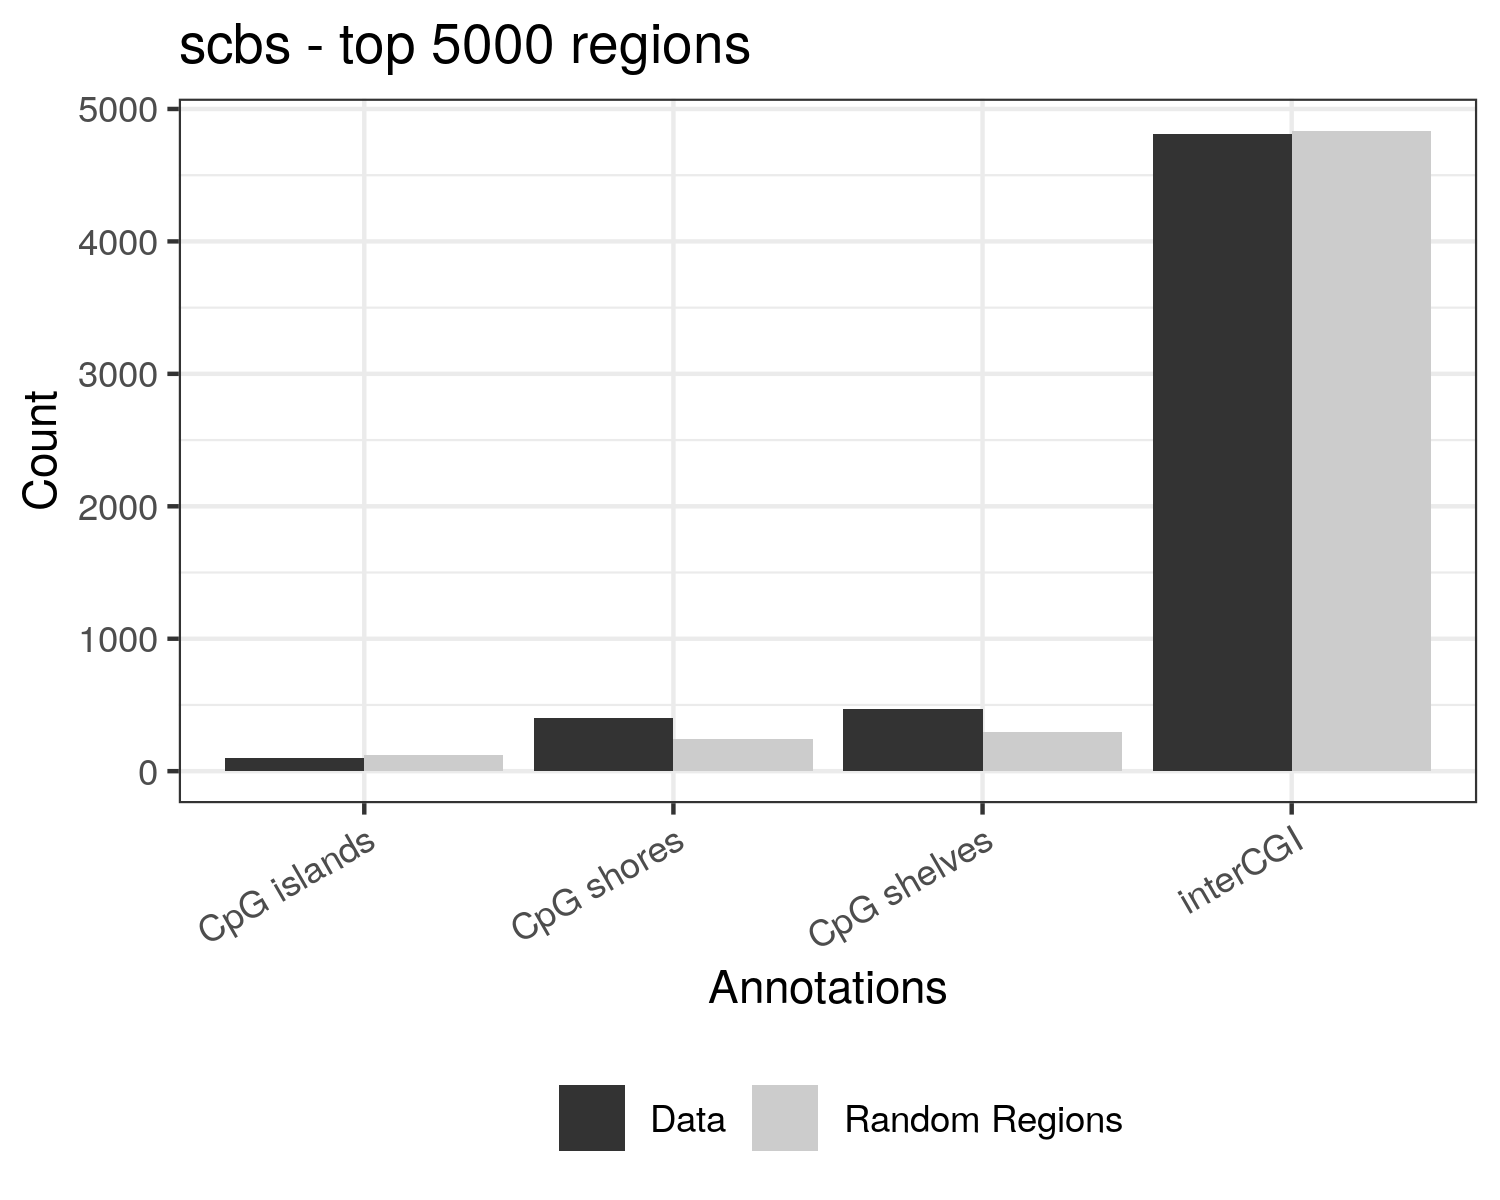 scbs - top 5000 regions
5000
4000
3000
2000
1000
0
Count
CpG islands
CpG shores
CpG shelves
interCGI
Annotations
Data
Random Regions